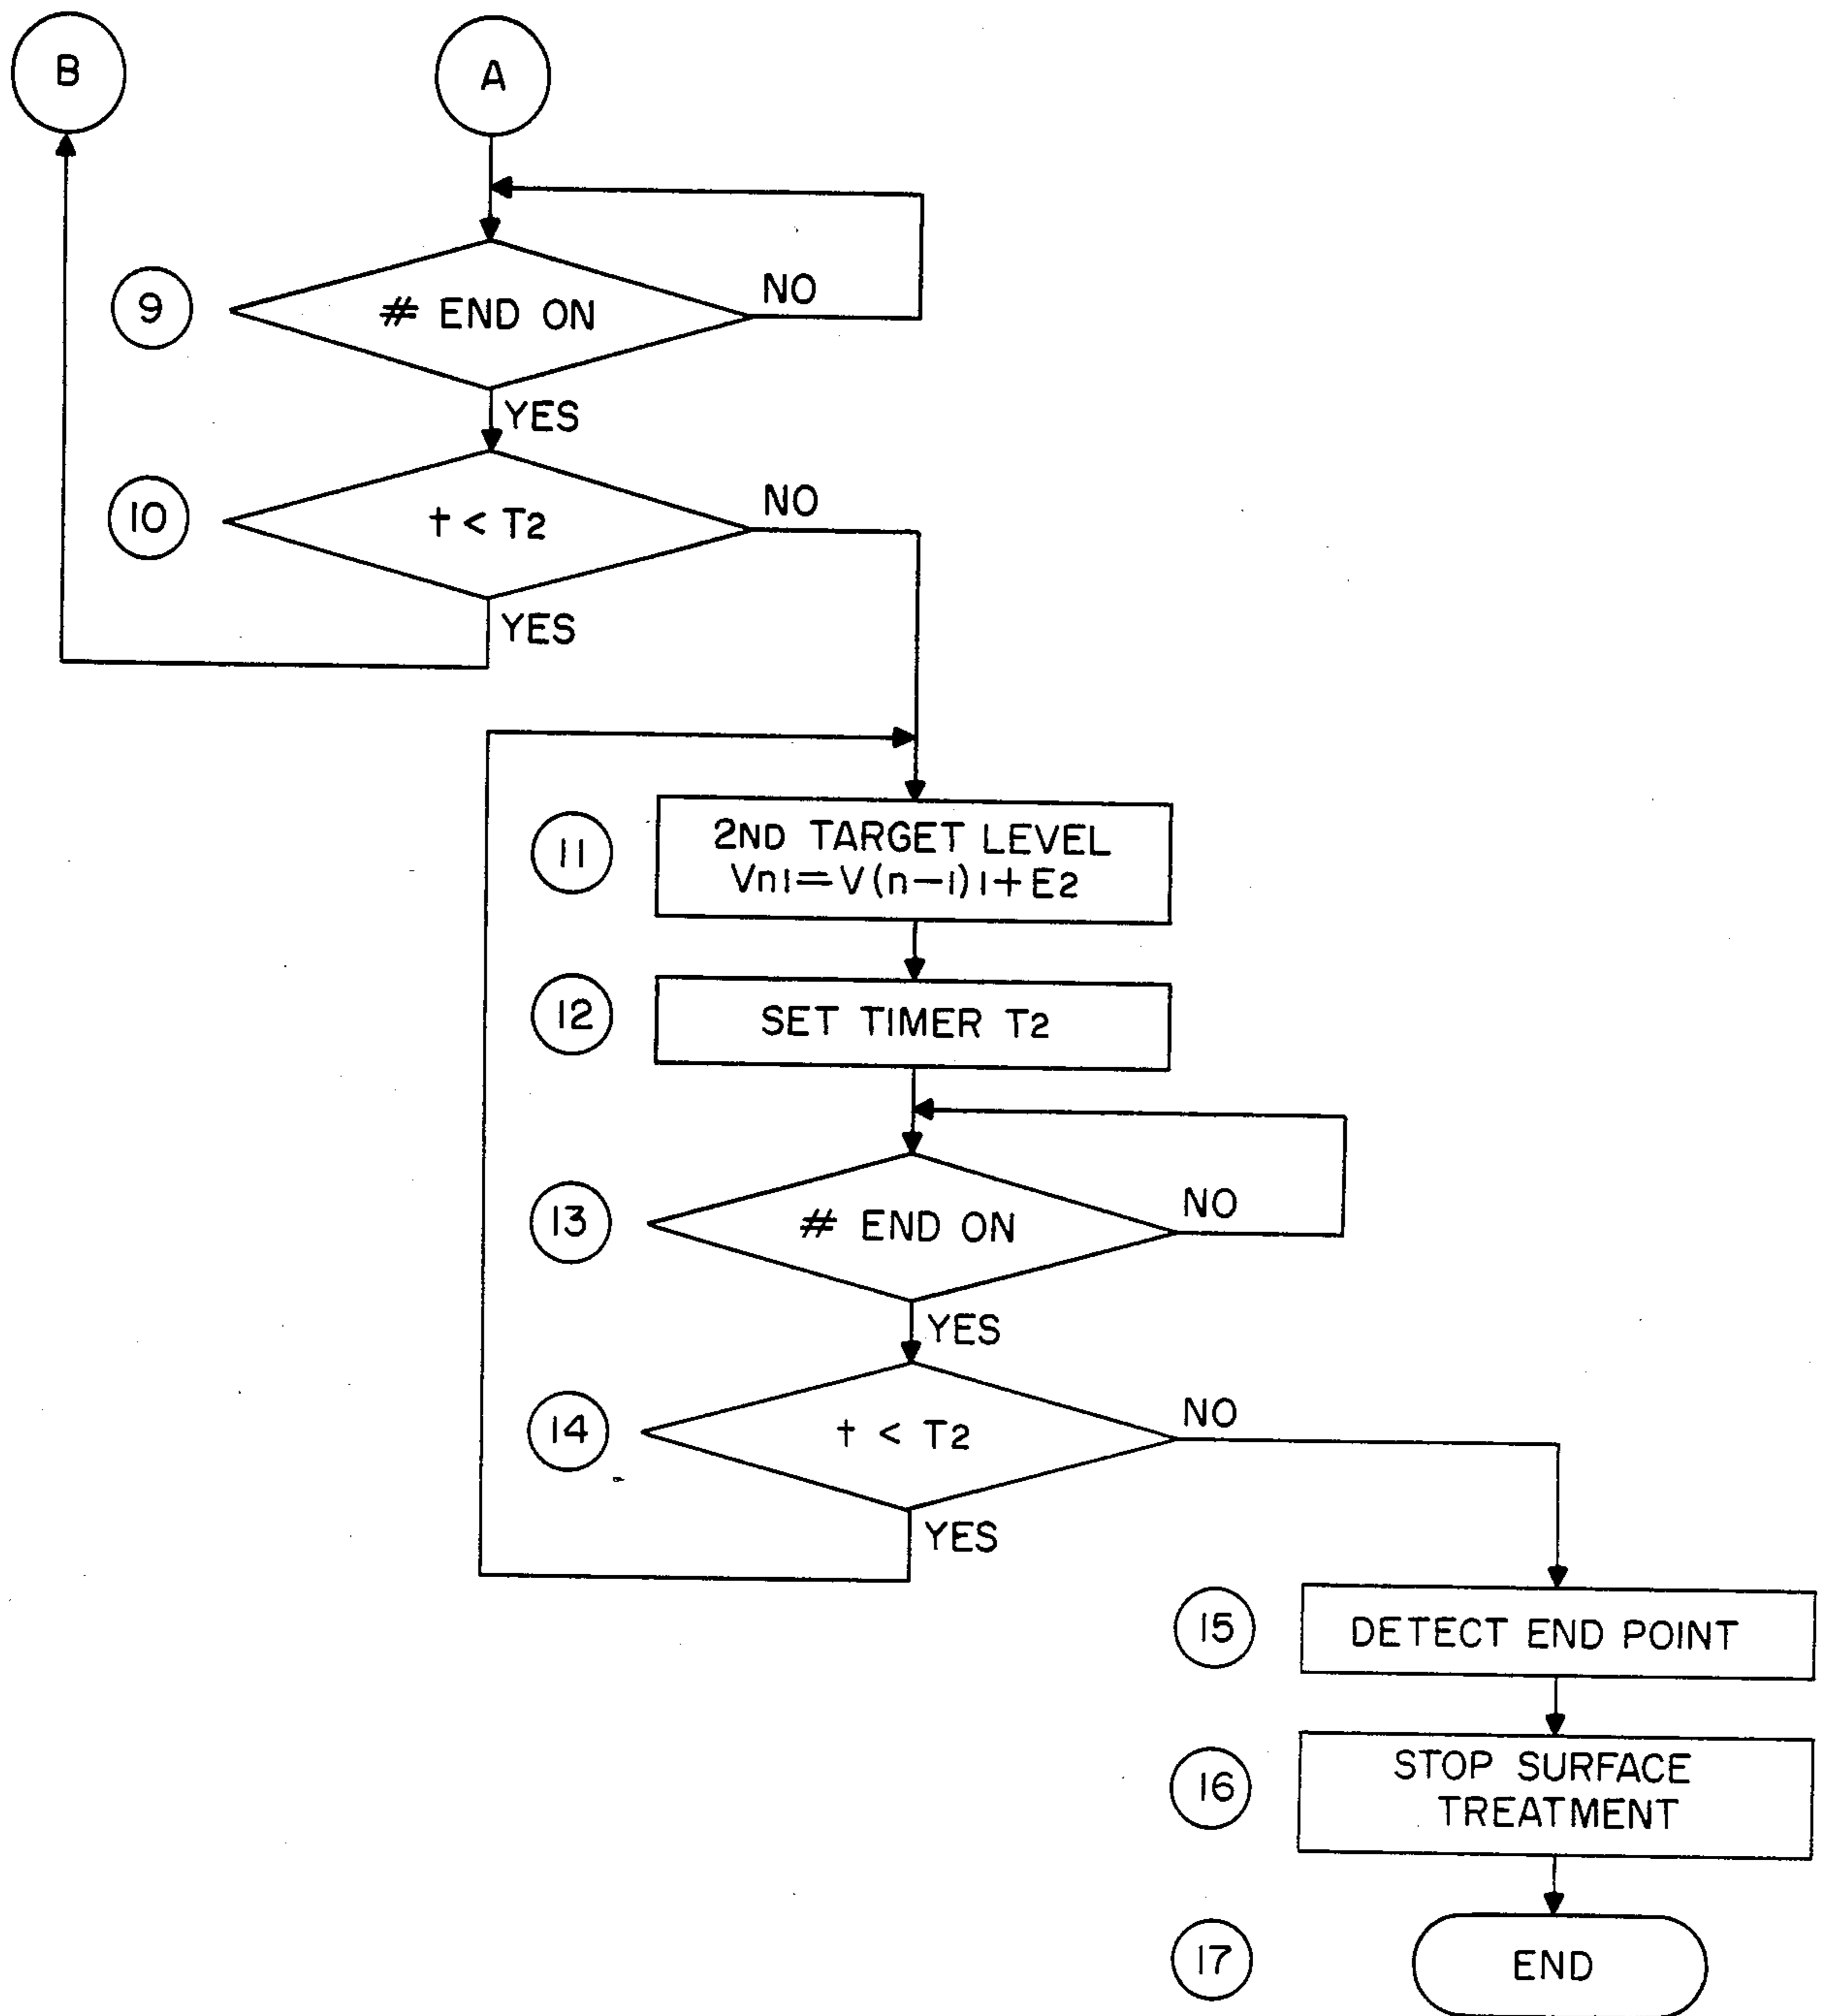 B
A
9
# END ON
NO
YES
10
t < T2
NO
YES
11
2ND TARGET LEVEL
Vn1=V(n-1)1+E2
12
SET TIMER T2
13
# END ON
NO
YES
14
t < T2
NO
YES
15
DETECT END POINT
16
STOP SURFACE
TREATMENT
17
END